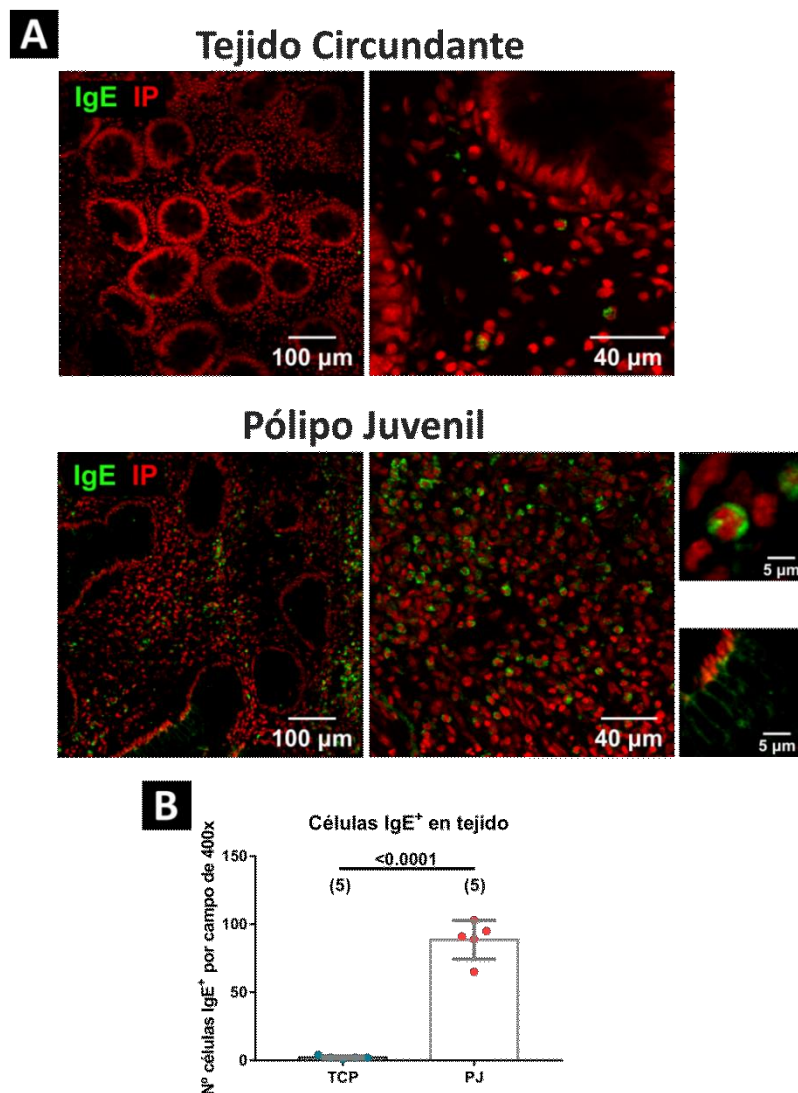 A
Tejido Circundante
IgE IP
100 µm
40 µm
Pólipo Juvenil
IgE IP
100 µm
40 µm
5 µm
5 µm
B
Células IgE⁺ en tejido
Nº células IgE⁺ por campo de 400x
<0.0001
(5)
(5)
150
100
50
0
TCP
PJ